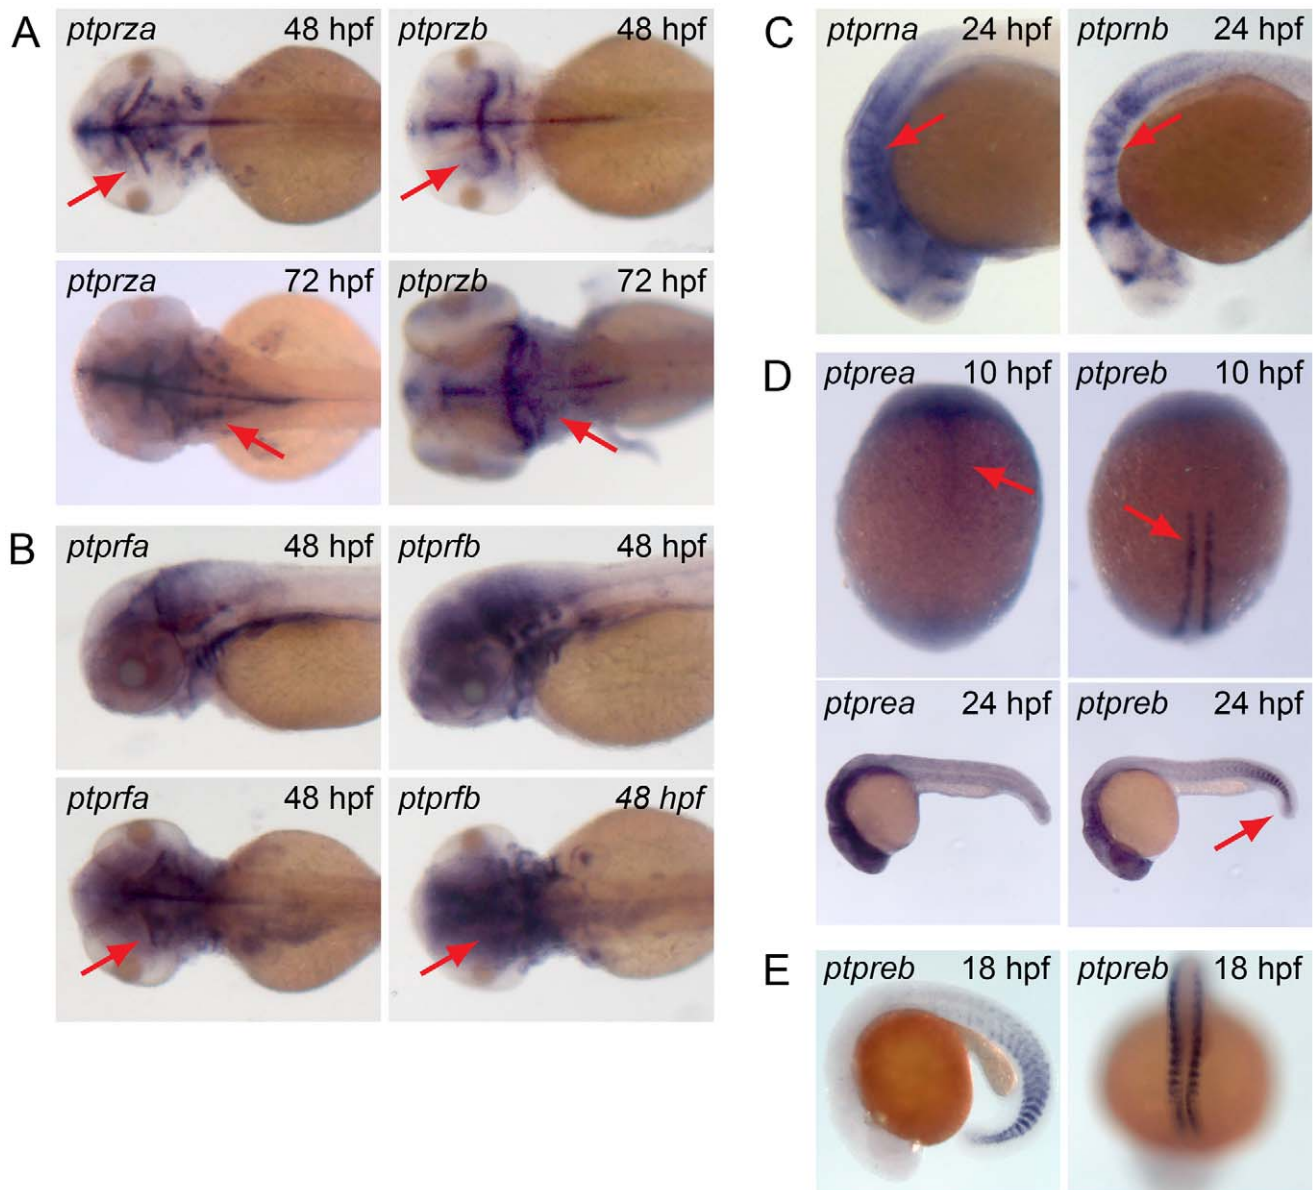 A
ptprza 48 hpf
ptprzb 48 hpf
ptprza 72 hpf
ptprzb 72 hpf
B
ptprfa 48 hpf
ptprfb 48 hpf
ptprfa 48 hpf
ptprfb 48 hpf
C
ptprna 24 hpf
ptprnb 24 hpf
D
ptprea 10 hpf
ptpreb 10 hpf
ptprea 24 hpf
ptpreb 24 hpf
E
ptpreb 18 hpf
ptpreb 18 hpf